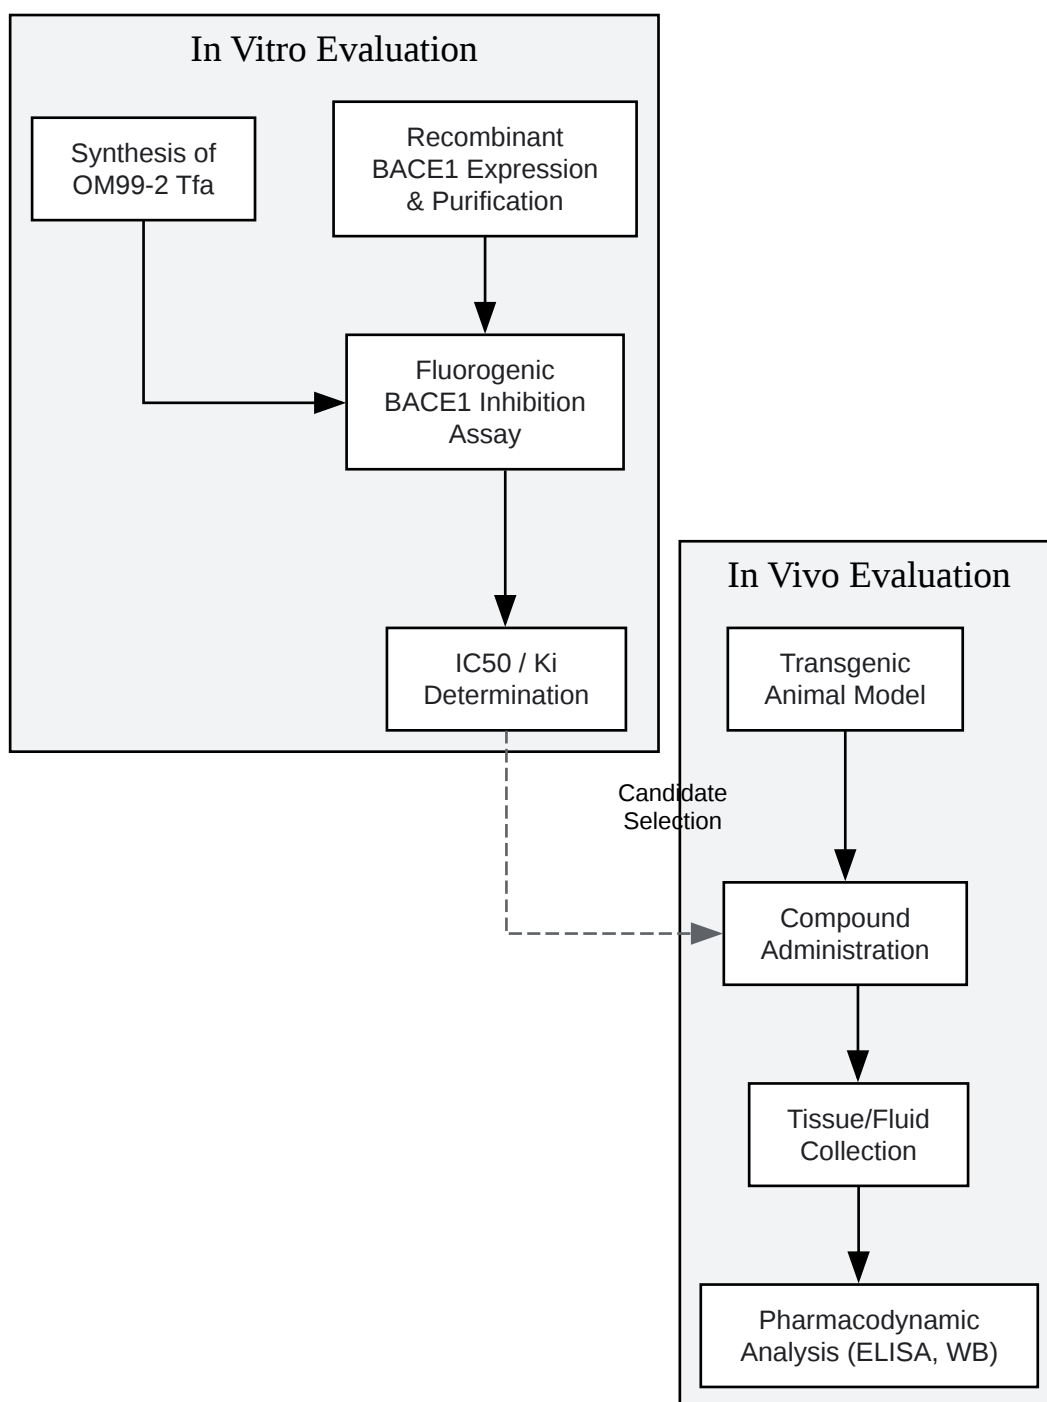 In Vitro Evaluation
Synthesis of
OM99-2 Tfa
Recombinant
BACE1 Expression
& Purification
Fluorogenic
BACE1 Inhibition
Assay
IC50 / Ki
Determination
Candidate
Selection
In Vivo Evaluation
Transgenic
Animal Model
Compound
Administration
Tissue/Fluid
Collection
Pharmacodynamic
Analysis (ELISA, WB)